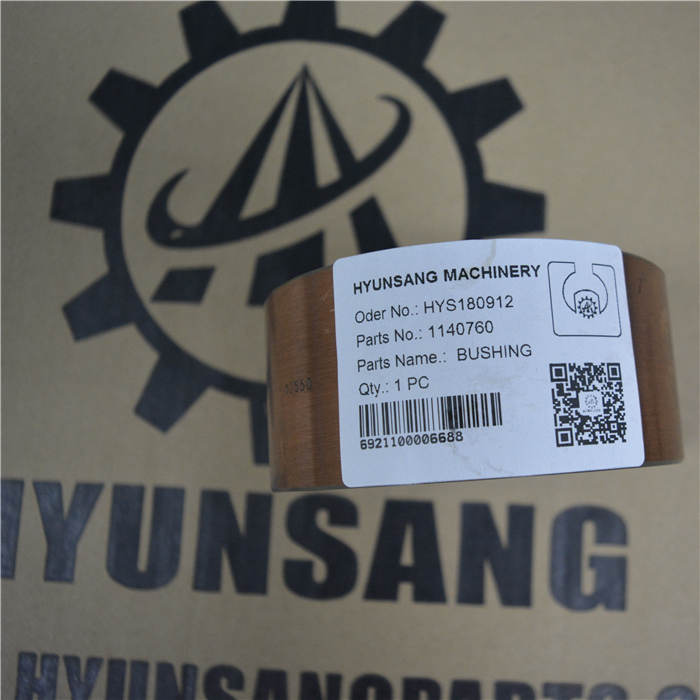 HYUNSANG MACHINERY
Oder No.: HYS180912
Parts No.: 1140760
Parts Name.: BUSHING
Qty.: 1 PC
6921100006688
HYUNSANG